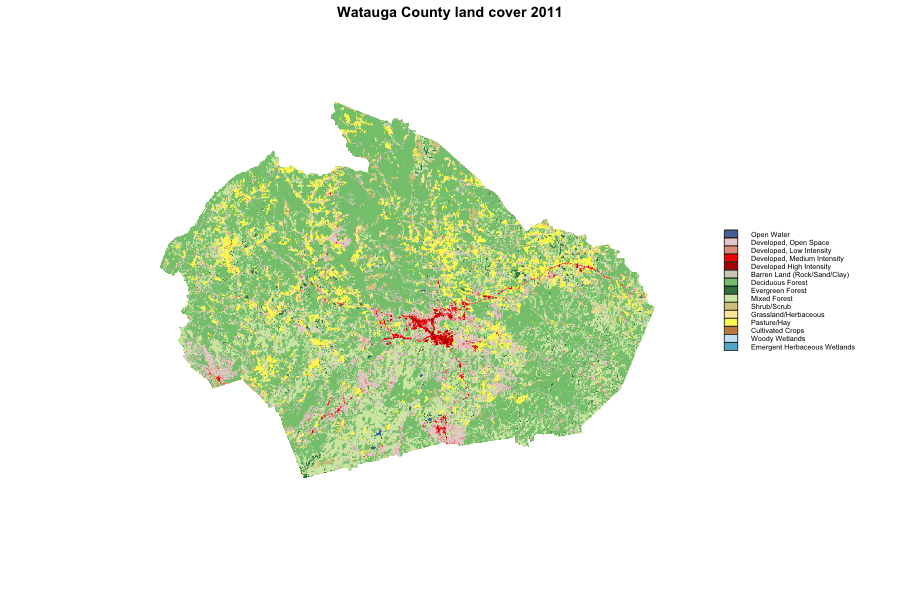 Watauga County land cover 2011
Open Water
Developed, Open Space
Developed, Low Intensity
Developed, Medium Intensity
Developed High Intensity
Barren Land (Rock/Sand/Clay)
Deciduous Forest
Evergreen Forest
Mixed Forest
Shrub/Scrub
Grassland/Herbaceous
Pasture/Hay
Cultivated Crops
Woody Wetlands
Emergent Herbaceous Wetlands